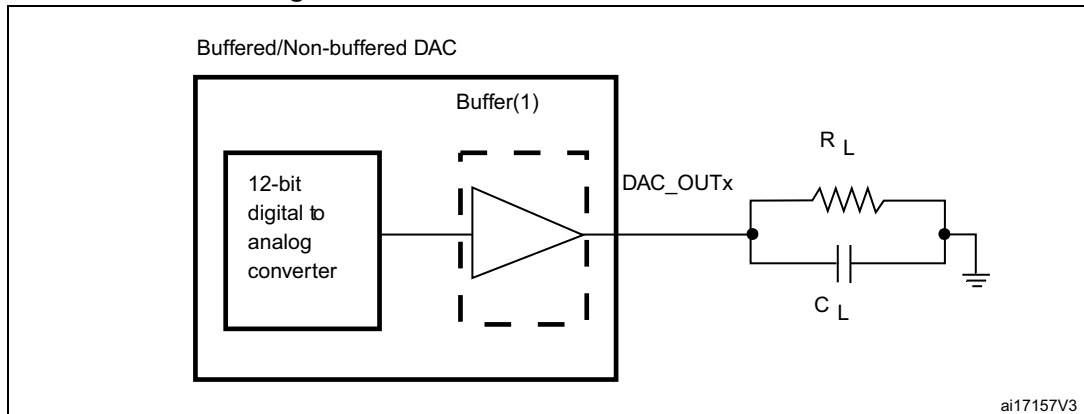 Buffered/Non-buffered DAC
Buffer(1)
12-bit
digital to
analog
converter
DAC_OUTx
R L
C L
ai17157V3